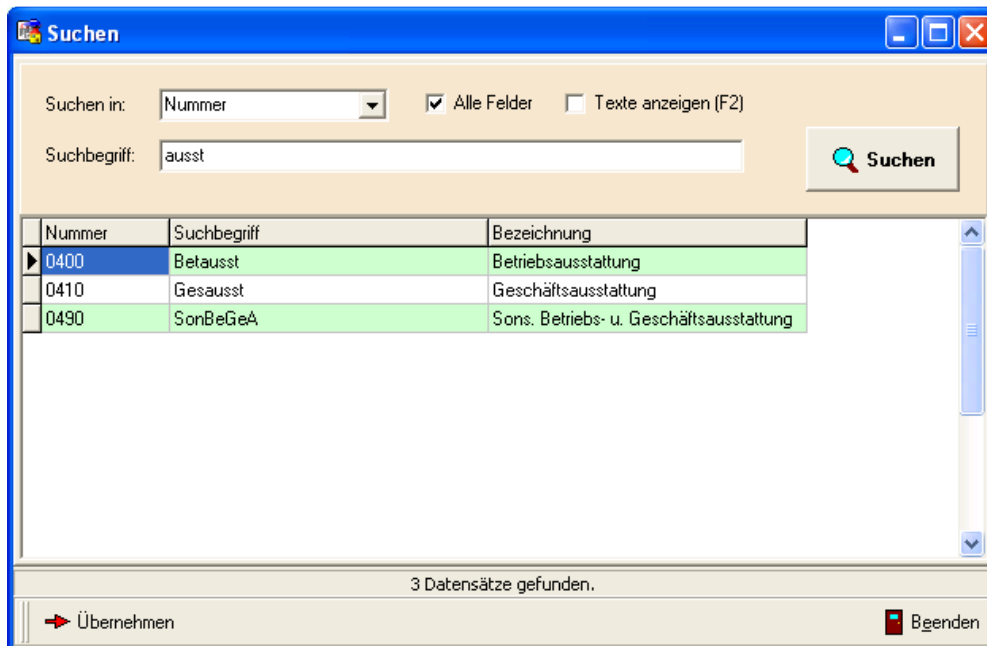 Suchen
Suchen in: Nummer Alle Felder Texte anzeigen (F2)
Suchbegriff: ausst Suchen
Nummer Suchbegriff Bezeichnung
0400 Betausst Betriebsausstattung
0410 Gesausst Geschäftsausstattung
0490 SonBeGeA Sons. Betriebs- u. Geschäftsausstattung
3 Datensätze gefunden.
Übernehmen Beenden